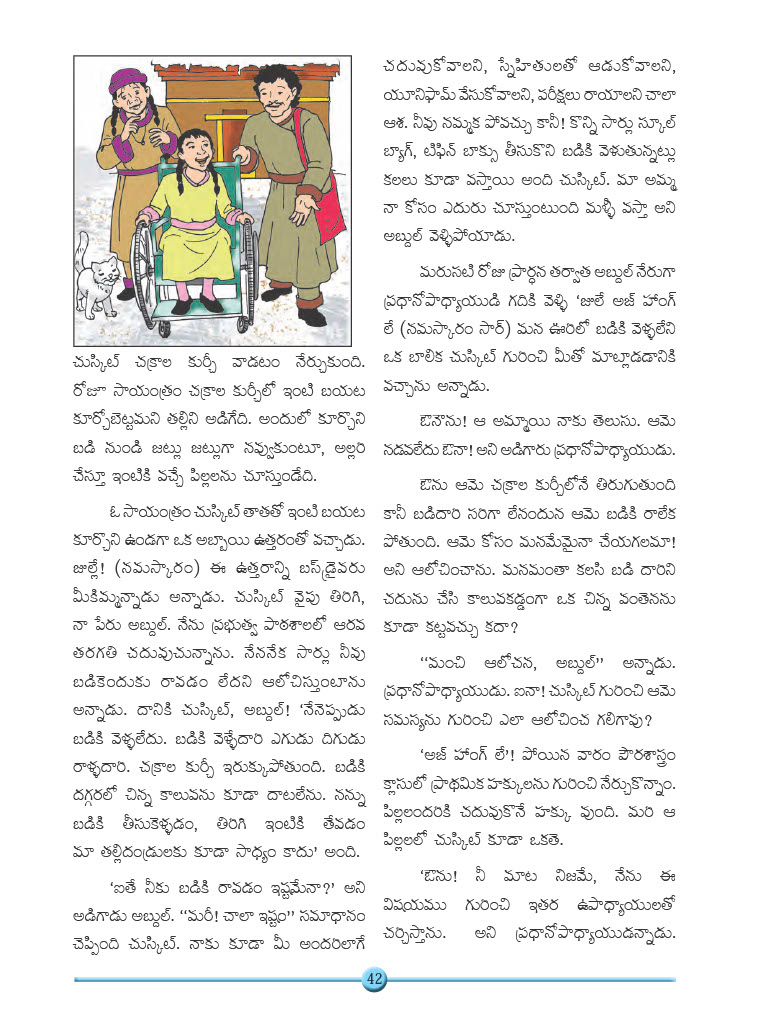 చుస్కిట్ చక్రాల కుర్చీ వాడటం నేర్చుకుంది.
రోజూ సాయంత్రం చక్రాల కుర్చీలో ఇంటి బయట
కూర్చోబెట్టమని తల్లిని అడిగేది. అందులో కూర్చొని
బడి నుండి జట్లు జట్లుగా నవ్వుకుంటూ, అల్లరి
చేస్తూ ఇంటికి వచ్చే పిల్లలను చూస్తుండేది.
ఓ సాయంత్రం చుస్కిట్ తాతతో ఇంటి బయట
కూర్చొని ఉండగా ఒక అబ్బాయి ఉత్తరంతో వచ్చాడు.
జుల్లే! (నమస్కారం) ఈ ఉత్తరాన్ని బస్‌డ్రైవరు
మీకిమ్మన్నాడు అన్నాడు. చుస్కిట్ వైపు తిరిగి,
నా పేరు అబ్దుల్. నేను ప్రభుత్వ పాఠశాలలో ఆరవ
తరగతి చదువుచున్నాను. నేననేక సార్లు నీవు
బడికెందుకు రావడం లేదని ఆలోచిస్తుంటాను
అన్నాడు. దానికి చుస్కిట్, అబ్దుల్! ‘నేనెప్పుడు
బడికి వెళ్ళలేదు. బడికి వెళ్ళేదారి ఎగుడు దిగుడు
రాళ్ళదారి. చక్రాల కుర్చీ ఇరుక్కుపోతుంది. బడికి
దగ్గరలో చిన్న కాలువను కూడా దాటలేను. నన్ను
బడికి తీసుకెళ్ళడం, తిరిగి ఇంటికి తేవడం
మా తల్లిదండ్రులకు కూడా సాధ్యం కాదు’ అంది.
‘ఐతే నీకు బడికి రావడం ఇష్టమేనా?’ అని
అడిగాడు అబ్దుల్. ‘‘మరీ! చాలా ఇష్టం’’ సమాధానం
చెప్పింది చుస్కిట్. నాకు కూడా మీ అందరిలాగే
చదువుకోవాలని, స్నేహితులతో ఆడుకోవాలని,
యూనిఫామ్ వేసుకోవాలని, పరీక్షలు రాయాలని చాలా
ఆశ. నీవు నమ్మక పోవచ్చు కానీ! కొన్ని సార్లు స్కూల్
బ్యాగ్, టిఫిన్ బాక్సు తీసుకొని బడికి వెళుతున్నట్లు
కలలు కూడా వస్తాయి అంది చుస్కిట్. మా అమ్మ
నా కోసం ఎదురు చూస్తుంటుంది మళ్ళీ వస్తా అని
అబ్దుల్ వెళ్ళిపోయాడు.
మరుసటి రోజు ప్రార్థన తర్వాత అబ్దుల్ నేరుగా
ప్రధానోపాధ్యాయుడి గదికి వెళ్ళి ‘జులే అజ్ హాంగ్
లే (నమస్కారం సార్) మన ఊరిలో బడికి వెళ్ళలేని
ఒక బాలిక చుస్కిట్ గురించి మీతో మాట్లాడడానికి
వచ్చాను అన్నాడు.
ఔనౌను! ఆ అమ్మాయి నాకు తెలుసు. ఆమె
నడవలేదు ఔనా! అని అడిగారు ప్రధానోపాధ్యాయుడు.
ఔను ఆమె చక్రాల కుర్చీలోనే తిరుగుతుంది
కానీ బడిదారి సరిగా లేనందున ఆమె బడికి రాలేక
పోతుంది. ఆమె కోసం మనమేమైనా చేయగలమా!
అని ఆలోచించాను. మనమంతా కలసి బడి దారిని
చదును చేసి కాలువకడ్డంగా ఒక చిన్న వంతెనను
కూడా కట్టవచ్చు కదా?
‘‘మంచి ఆలోచన, అబ్దుల్’’ అన్నాడు.
ప్రధానోపాధ్యాయుడు. ఐనా! చుస్కిట్ గురించి ఆమె
సమస్యను గురించి ఎలా ఆలోచించ గలిగావు?
‘అజ్ హాంగ్ లే’! పోయిన వారం పౌరశాస్త్రం
క్లాసులో ప్రాథమిక హక్కులను గురించి నేర్చుకొన్నాం.
పిల్లలందరికి చదువుకొనే హక్కు వుంది. మరి ఆ
పిల్లలలో చుస్కిట్ కూడా ఒకతె.
‘ఔను! నీ మాట నిజమే, నేను ఈ
విషయము గురించి ఇతర ఉపాధ్యాయులతో
చర్చిస్తాను. అని ప్రధానోపాధ్యాయుడన్నాడు.
42